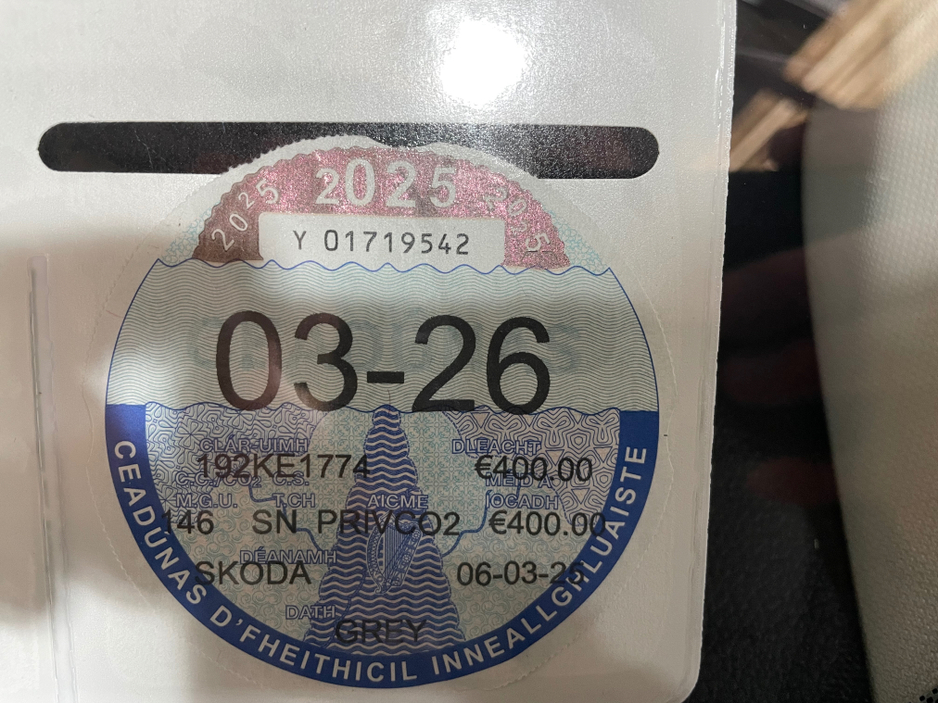 2025 2025 2025
Y 01719542
03-26
CLÁR-UIMH DLEACHT
192KE1774 €400.00
C.C./CO2 C.S.
M.G.U. T.CH AICME ÍOCADH
146 SN PRIVCO2 €400.00
DÉANAMH
SKODA 06-03-25
DATH
GREY
CEADÚNAS D'FHEITHICIL INNEALLGHLUAISTE